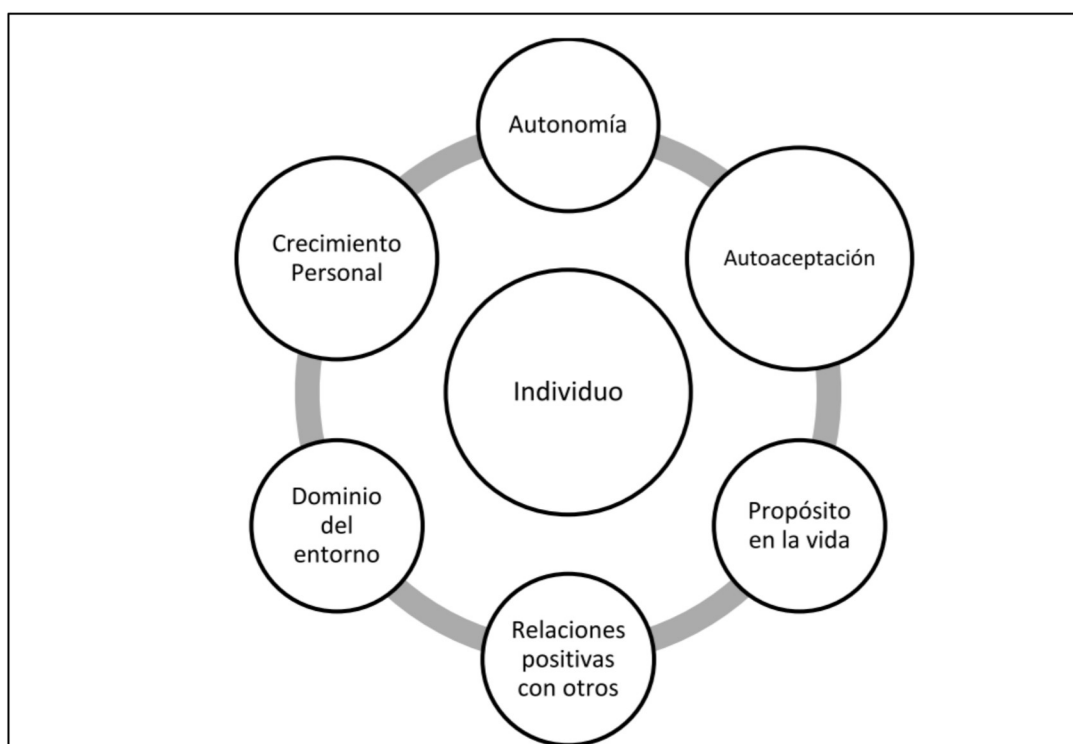 Autonomía
Crecimiento
Personal
Autoaceptación
Individuo
Dominio
del
entorno
Propósito
en la vida
Relaciones
positivas
con otros